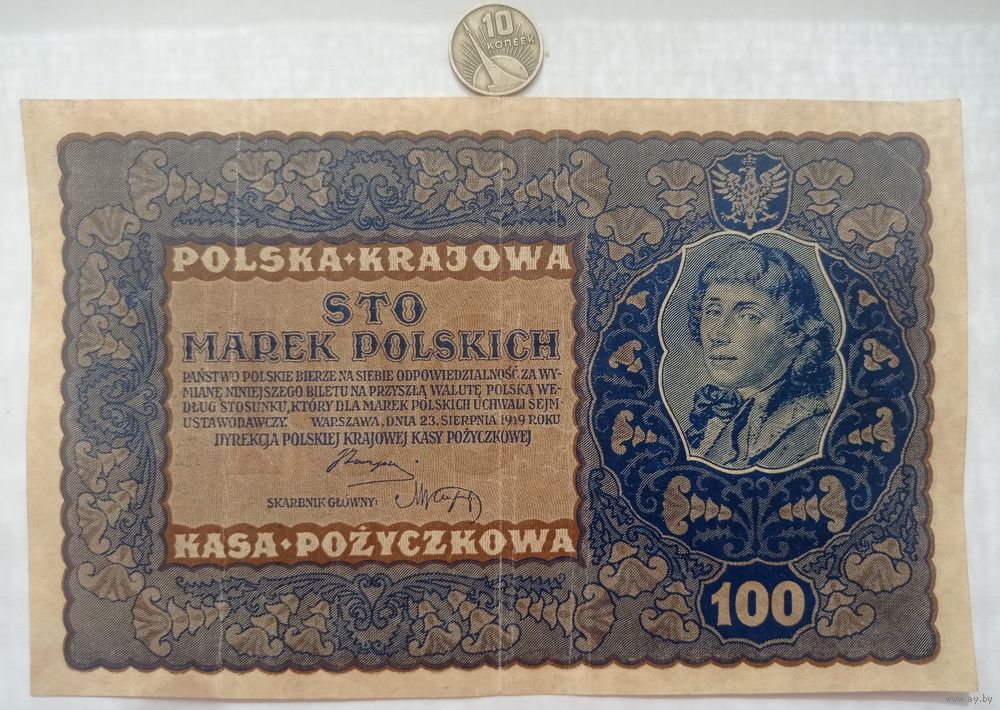 10
КОПЕЕК
POLSKA·KRAJOWA
STO
MAREK POLSKICH
PAŃSTWO POLSKIE BIERZE NA SIEBIE ODPOWIEDZIALNOŚĆ ZA WY-
MIANĘ NINIEJSZEGO BILETU NA PRZYSZŁĄ WALUTĘ POLSKĄ WE-
DŁUG STOSUNKU, KTÓRY DLA MAREK POLSKICH UCHWALI SEJM
USTAWODAWCZY. WARSZAWA, DNIA 23. SIERPNIA 1919 ROKU
DYREKCJA POLSKIEJ KRAJOWEJ KASY POŻYCZKOWEJ
SKARBNIK GŁÓWNY:
KASA·POŻYCZKOWA
100
www.ay.by